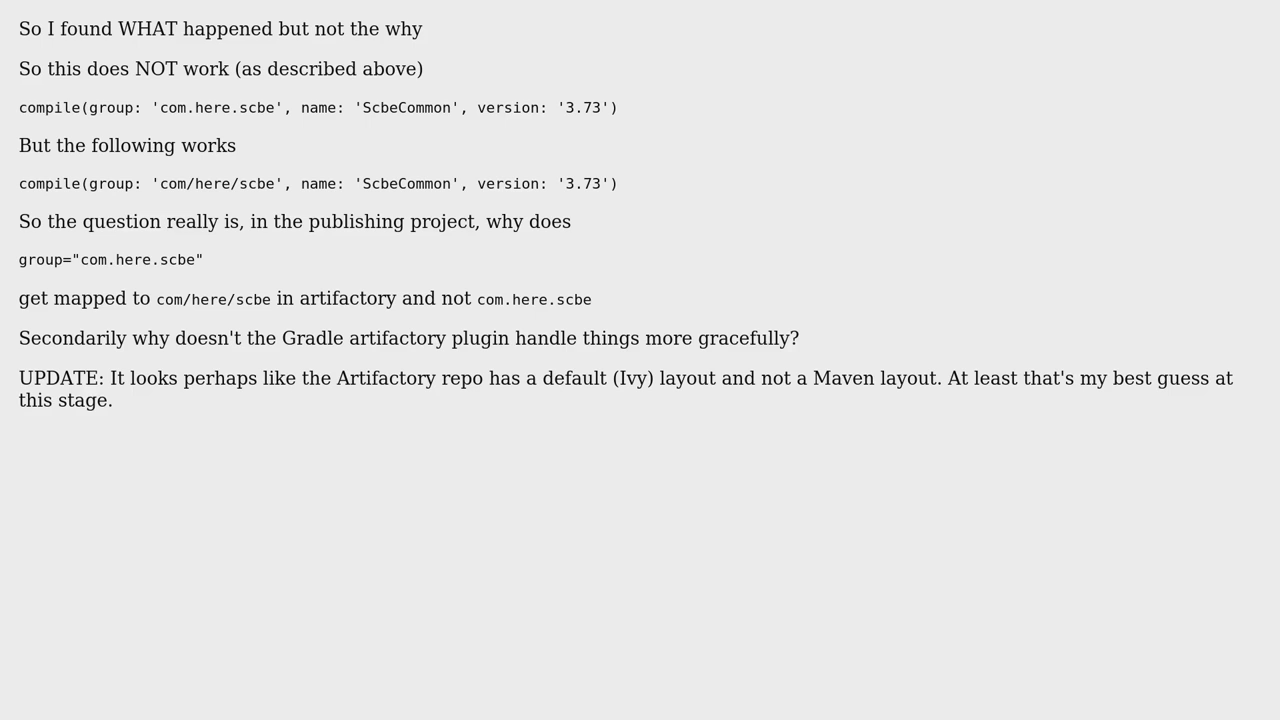 So I found WHAT happened but not the why
So this does NOT work (as described above)
compile(group: 'com.here.scbe', name: 'ScbeCommon', version: '3.73')
But the following works
compile(group: 'com/here/scbe', name: 'ScbeCommon', version: '3.73')
So the question really is, in the publishing project, why does
group="com.here.scbe"
get mapped to com/here/scbe in artifactory and not com.here.scbe
Secondarily why doesn't the Gradle artifactory plugin handle things more gracefully?
UPDATE: It looks perhaps like the Artifactory repo has a default (Ivy) layout and not a Maven layout. At least that's my best guess at
this stage.